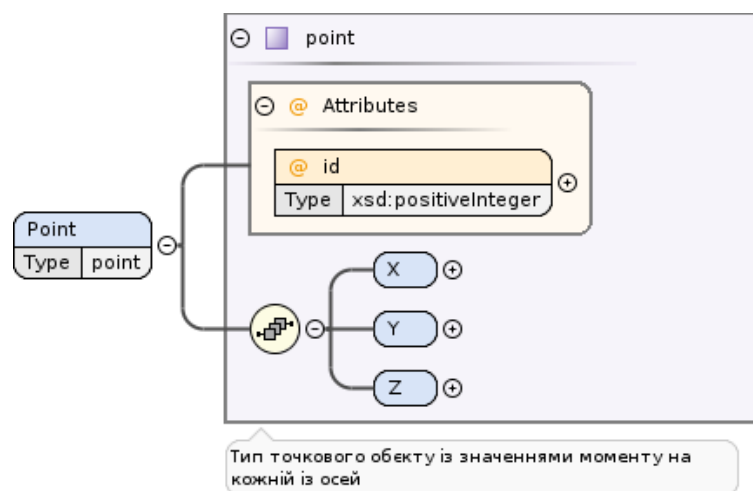 point
@ Attributes
@ id
Type xsd:positiveInteger
Point
Type point
X
Y
Z
Тип точкового обєкту із значеннями моменту на
кожній із осей